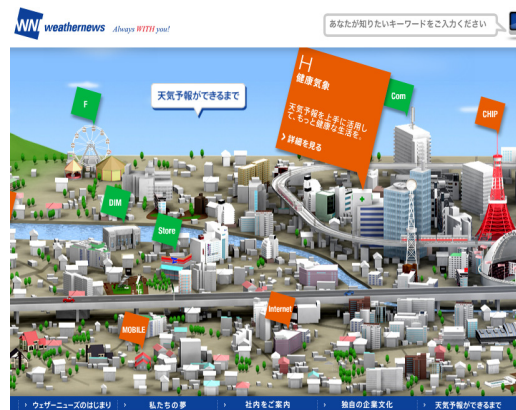 WNI weathernews Always WITH you!
あなたが知りたいキーワードをご入力ください
H
健康気象
天気予報を上手に活用し
て、もっと健康な生活を。
詳細を見る
F
天気予報ができるまで
Com
CHIP
DIM
Store
MOBILE
Internet
ウェザーニューズのはじまり
私たちの夢
社内をご案内
独自の企業文化
天気予報ができるまで